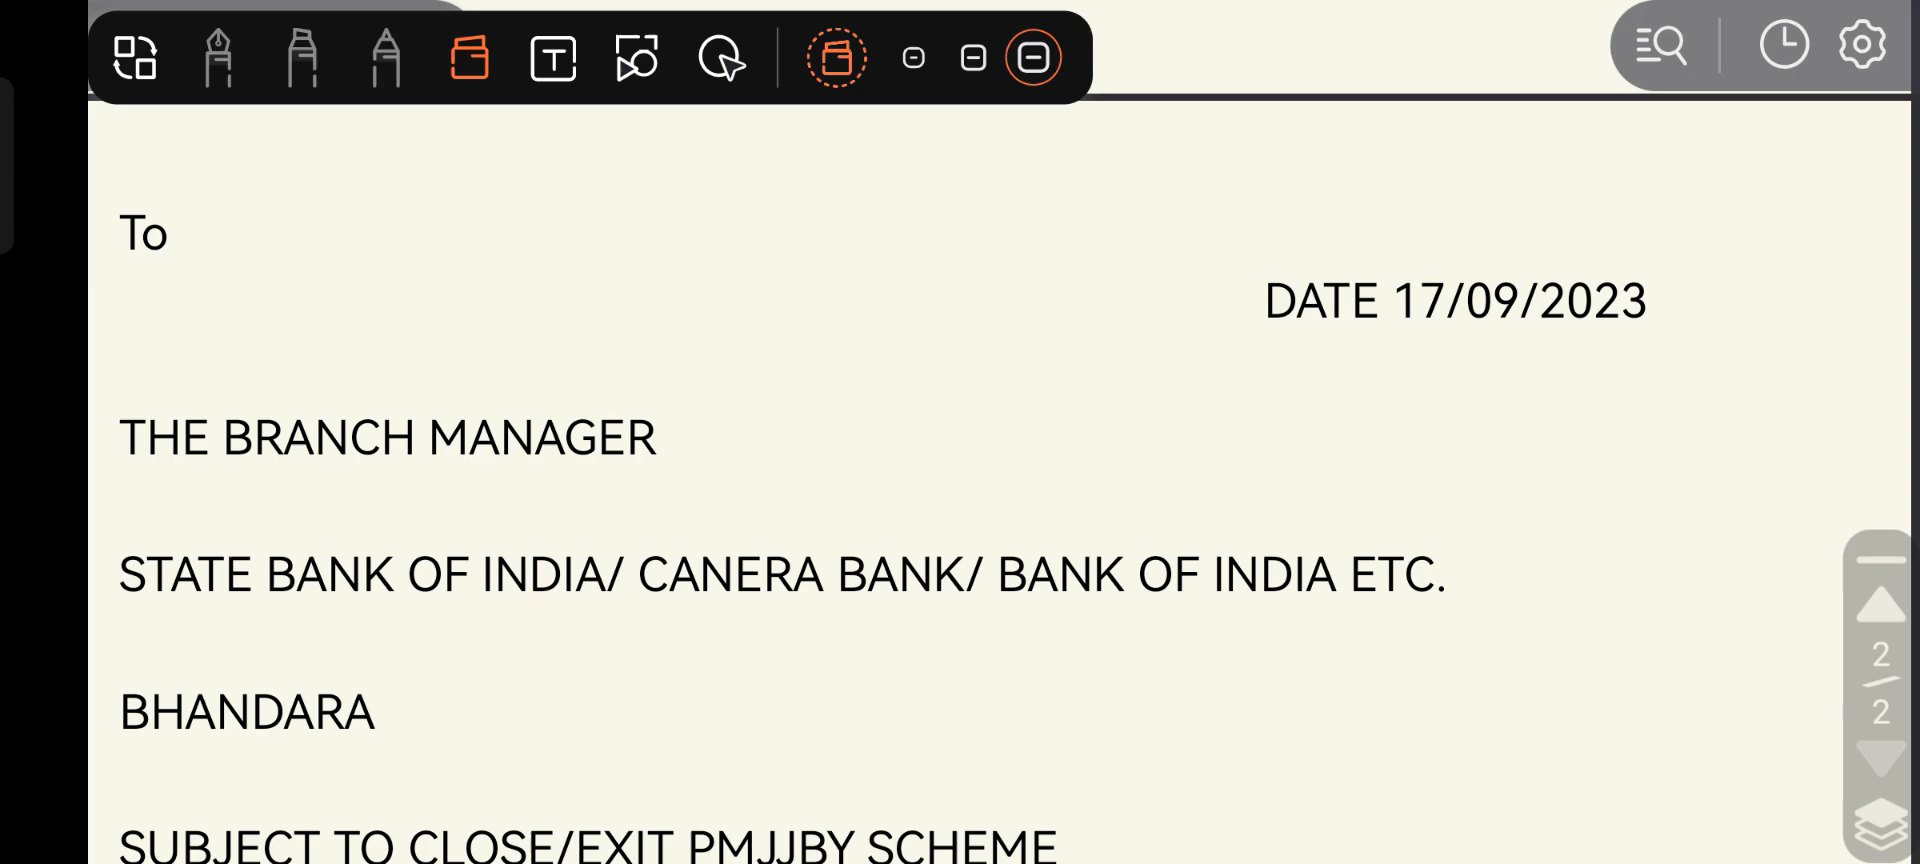 To
DATE 17/09/2023
THE BRANCH MANAGER
STATE BANK OF INDIA/ CANERA BANK/ BANK OF INDIA ETC.
BHANDARA
SUBJECT TO CLOSE/EXIT PMJJBY SCHEME
2
2